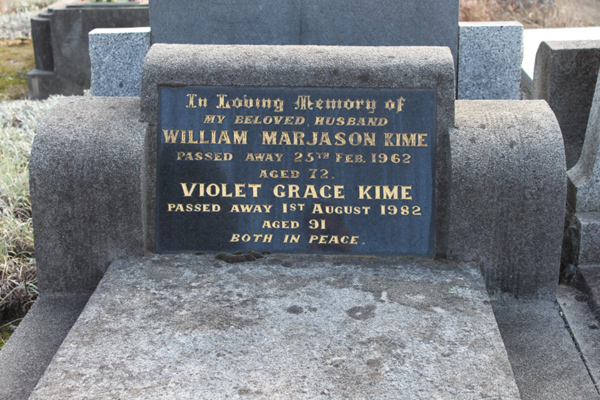 In Loving Memory of
MY BELOVED HUSBAND
WILLIAM MARJASON KIME
PASSED AWAY 25TH FEB. 1962
AGED 72.
VIOLET GRACE KIME
PASSED AWAY 1ST AUGUST 1982
AGED 91
BOTH IN PEACE.